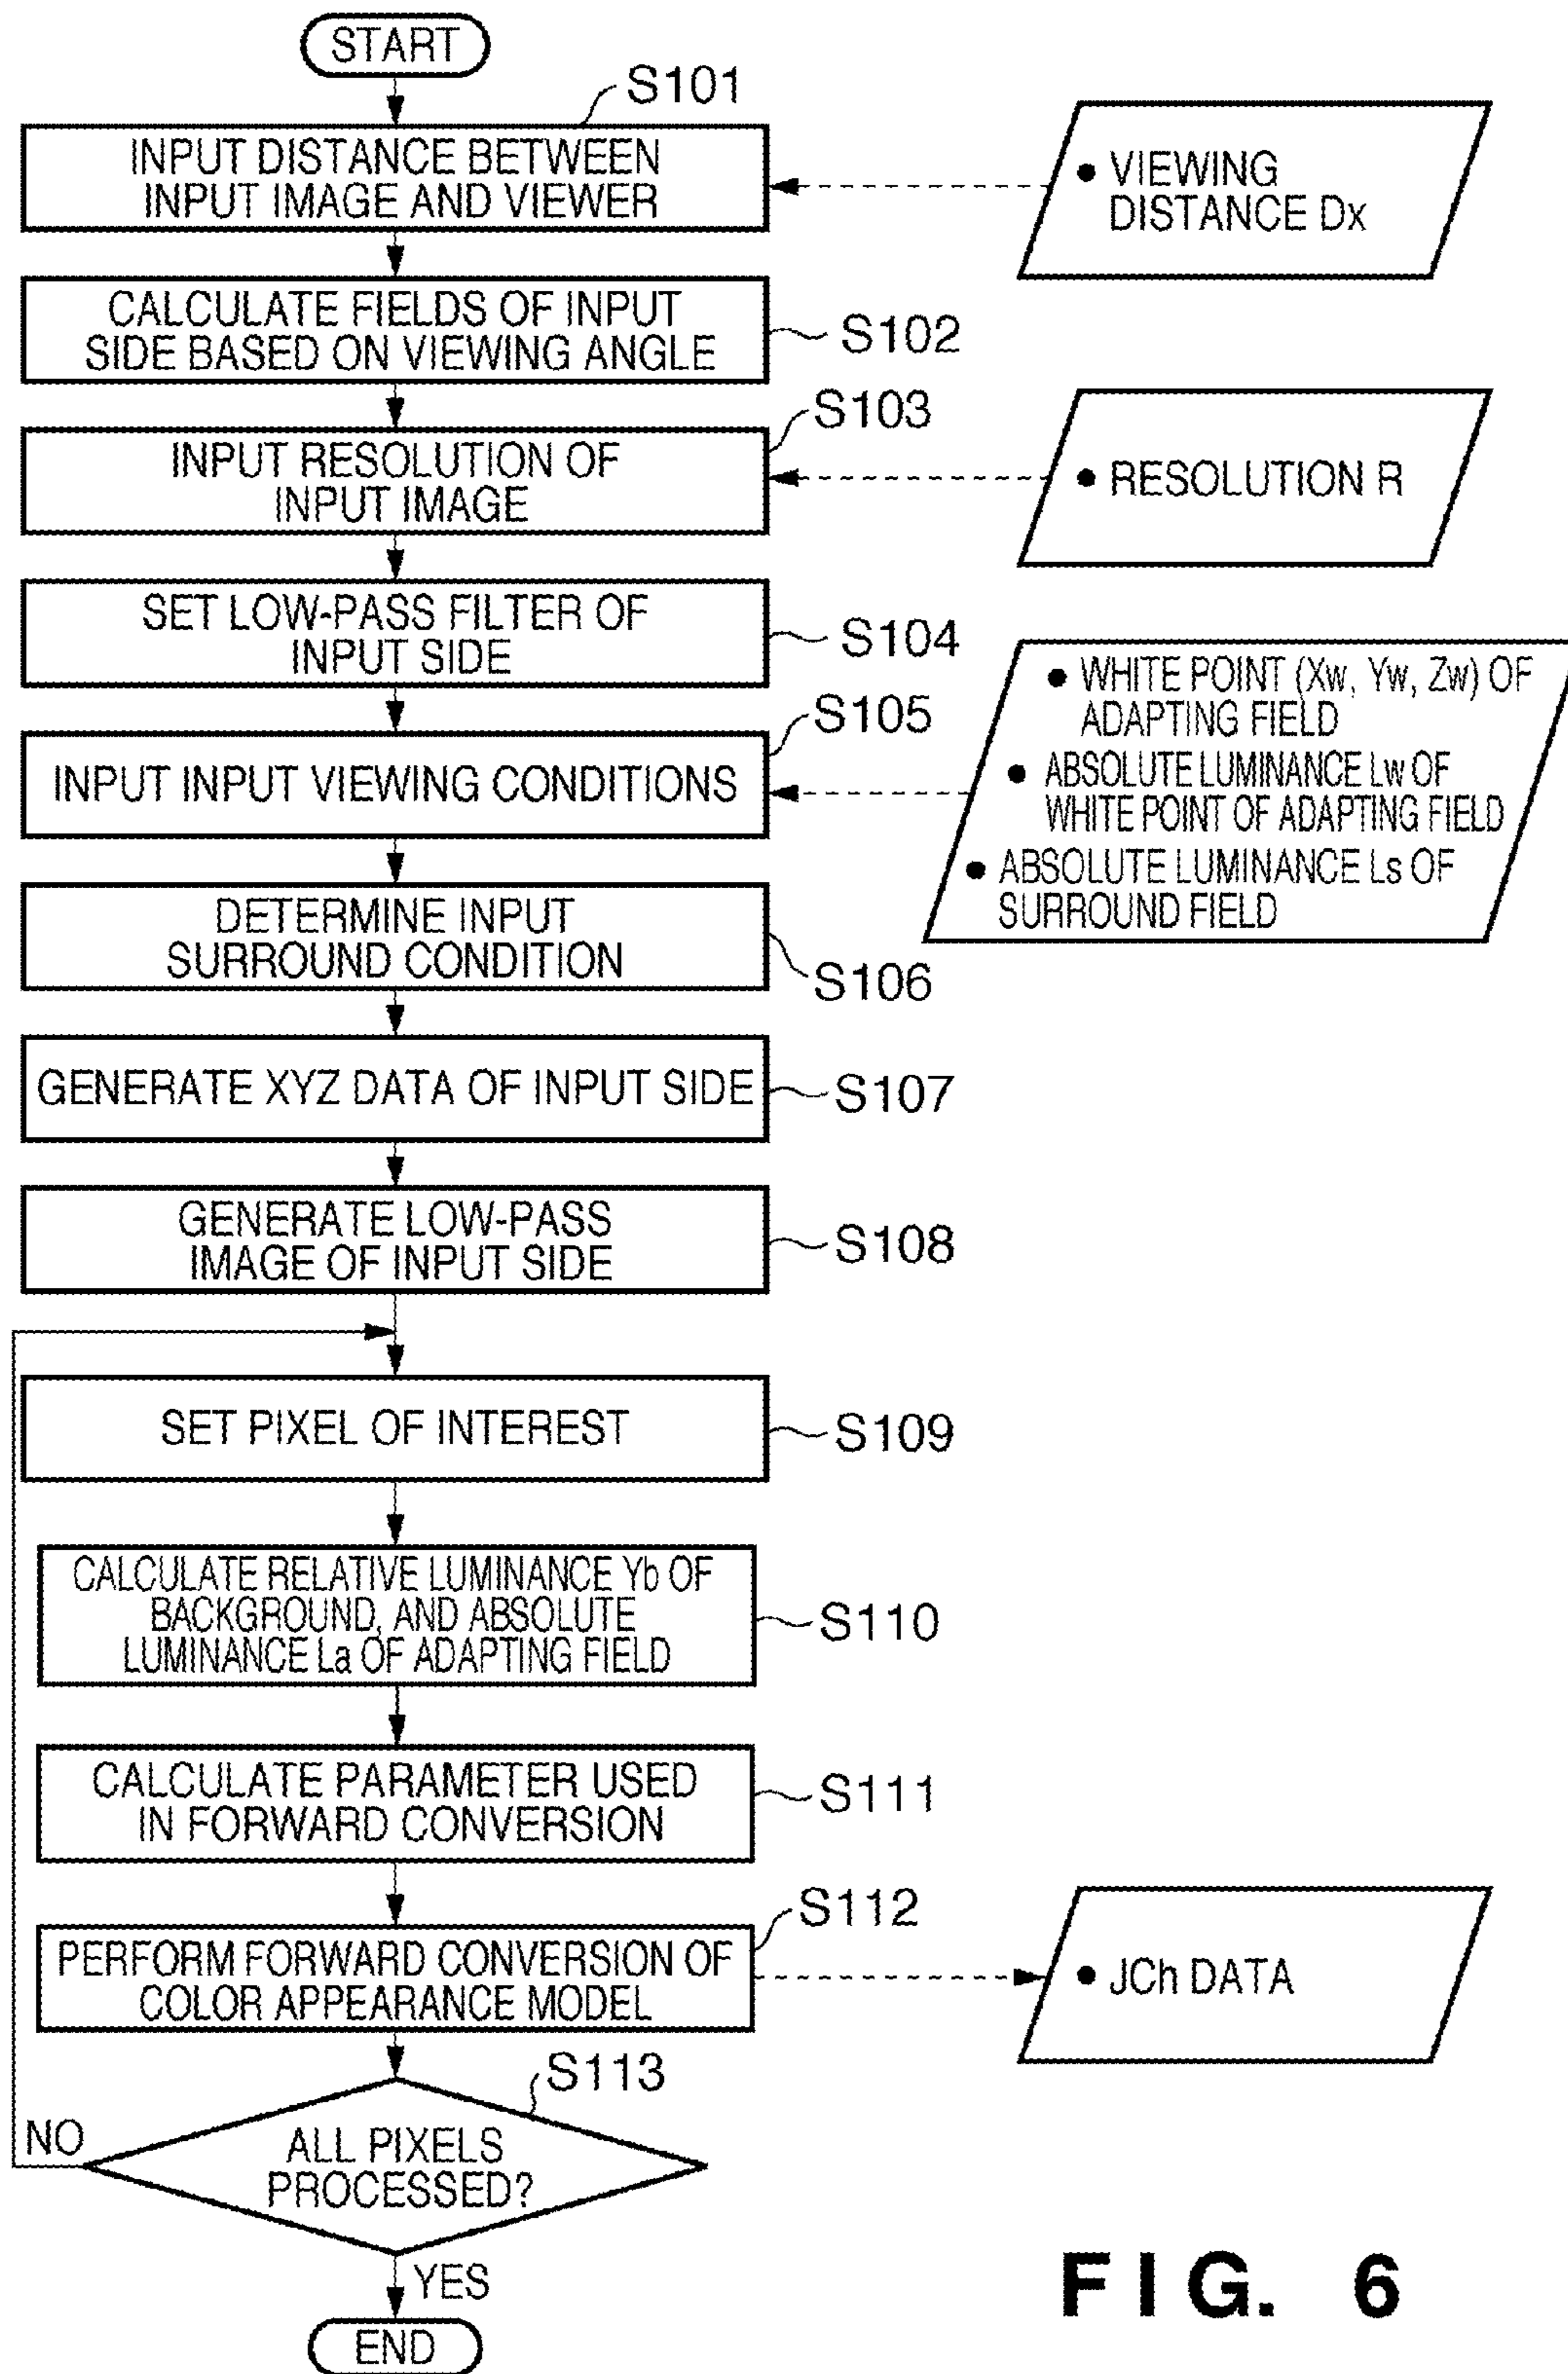 START
S101
INPUT DISTANCE BETWEEN
INPUT IMAGE AND VIEWER
• VIEWING
DISTANCE Dx
CALCULATE FIELDS OF INPUT
SIDE BASED ON VIEWING ANGLE
S102
S103
INPUT RESOLUTION OF
INPUT IMAGE
• RESOLUTION R
SET LOW-PASS FILTER OF
INPUT SIDE
S104
S105
INPUT INPUT VIEWING CONDITIONS
• WHITE POINT (Xw, Yw, Zw) OF
ADAPTING FIELD
• ABSOLUTE LUMINANCE Lw OF
WHITE POINT OF ADAPTING FIELD
• ABSOLUTE LUMINANCE Ls OF
SURROUND FIELD
DETERMINE INPUT
SURROUND CONDITION
S106
GENERATE XYZ DATA OF INPUT SIDE
S107
GENERATE LOW-PASS
IMAGE OF INPUT SIDE
S108
SET PIXEL OF INTEREST
S109
CALCULATE RELATIVE LUMINANCE Yb OF
BACKGROUND, AND ABSOLUTE
LUMINANCE La OF ADAPTING FIELD
S110
CALCULATE PARAMETER USED
IN FORWARD CONVERSION
S111
S112
PERFORM FORWARD CONVERSION OF
COLOR APPEARANCE MODEL
• JCh DATA
S113
ALL PIXELS
PROCESSED?
NO
YES
END
FIG. 6